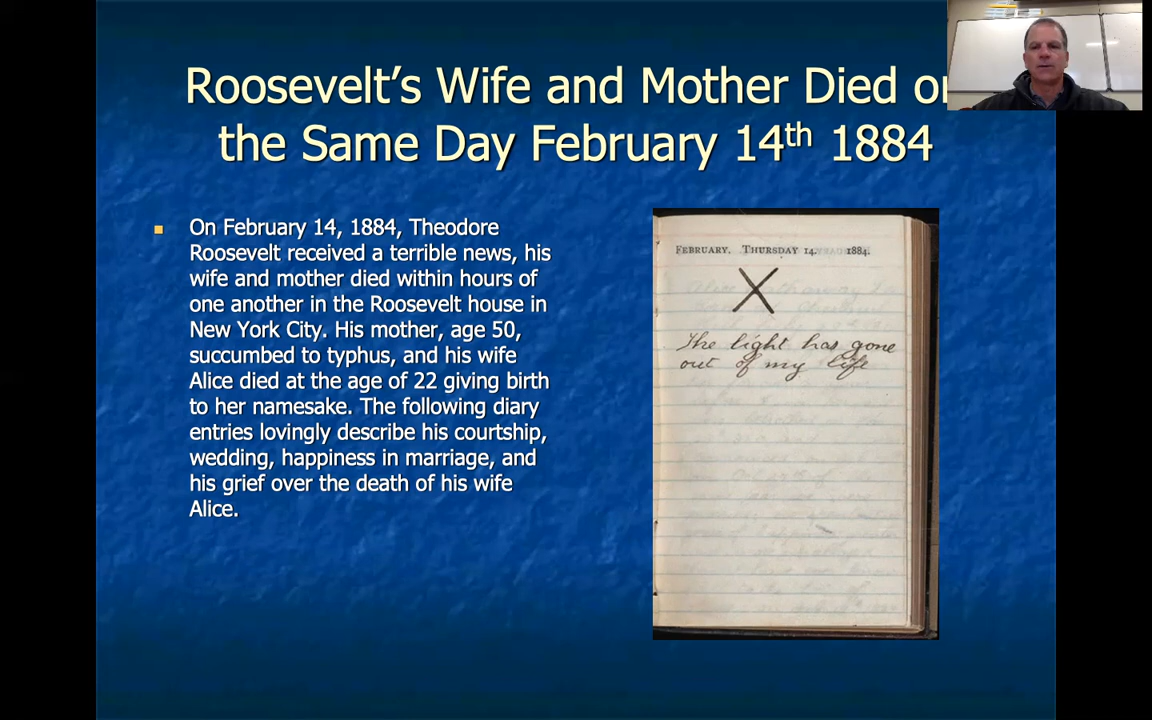 Roosevelt’s Wife and Mother Died on
the Same Day February 14th 1884
On February 14, 1884, Theodore
Roosevelt received a terrible news, his
wife and mother died within hours of
one another in the Roosevelt house in
New York City. His mother, age 50,
succumbed to typhus, and his wife
Alice died at the age of 22 giving birth
to her namesake. The following diary
entries lovingly describe his courtship,
wedding, happiness in marriage, and
his grief over the death of his wife
Alice.
FEBRUARY. THURSDAY 14. 1884.
X
The light has gone
out of my life